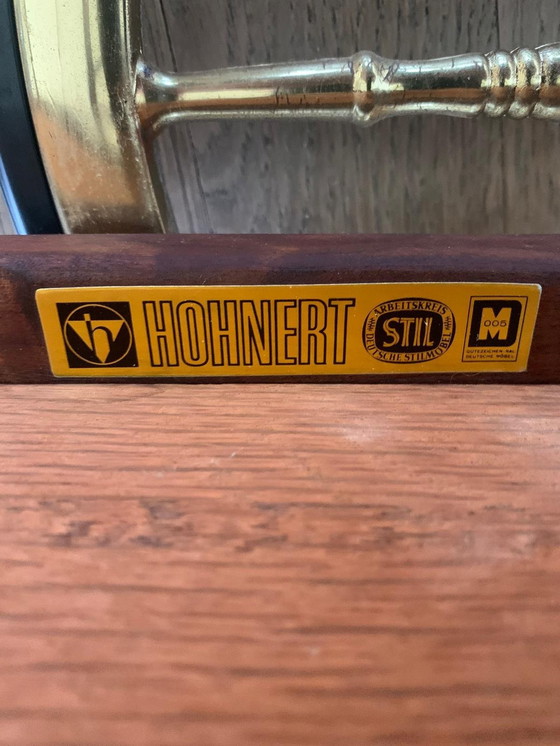 h
HOHNERT
ARBEITSKREIS
STIL
DEUTSCHE STILMÖBEL
M
005
GÜTEZEICHEN RAL
DEUTSCHE MÖBEL